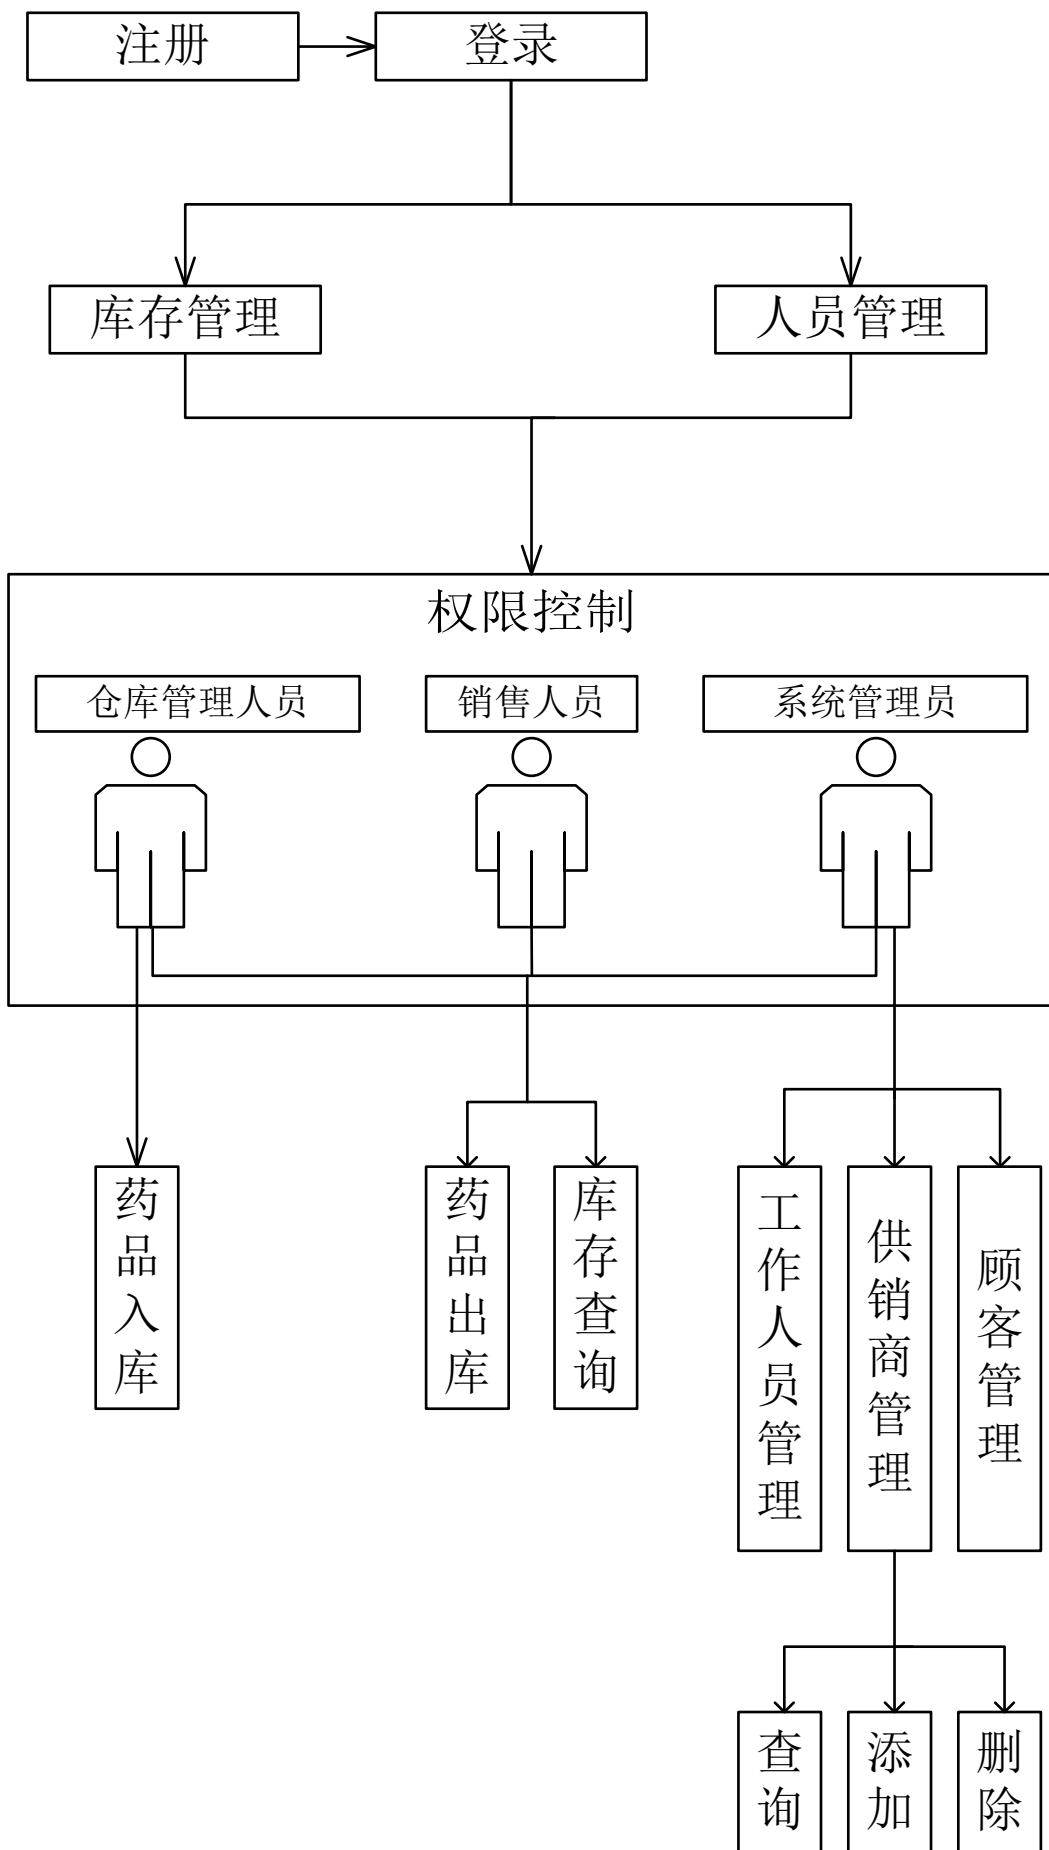 注册
登录
库存管理
人员管理
权限控制
仓库管理人员
销售人员
系统管理员
药品入库
药品出库
库存查询
工作人员管理
供销商管理
顾客管理
查询
添加
删除